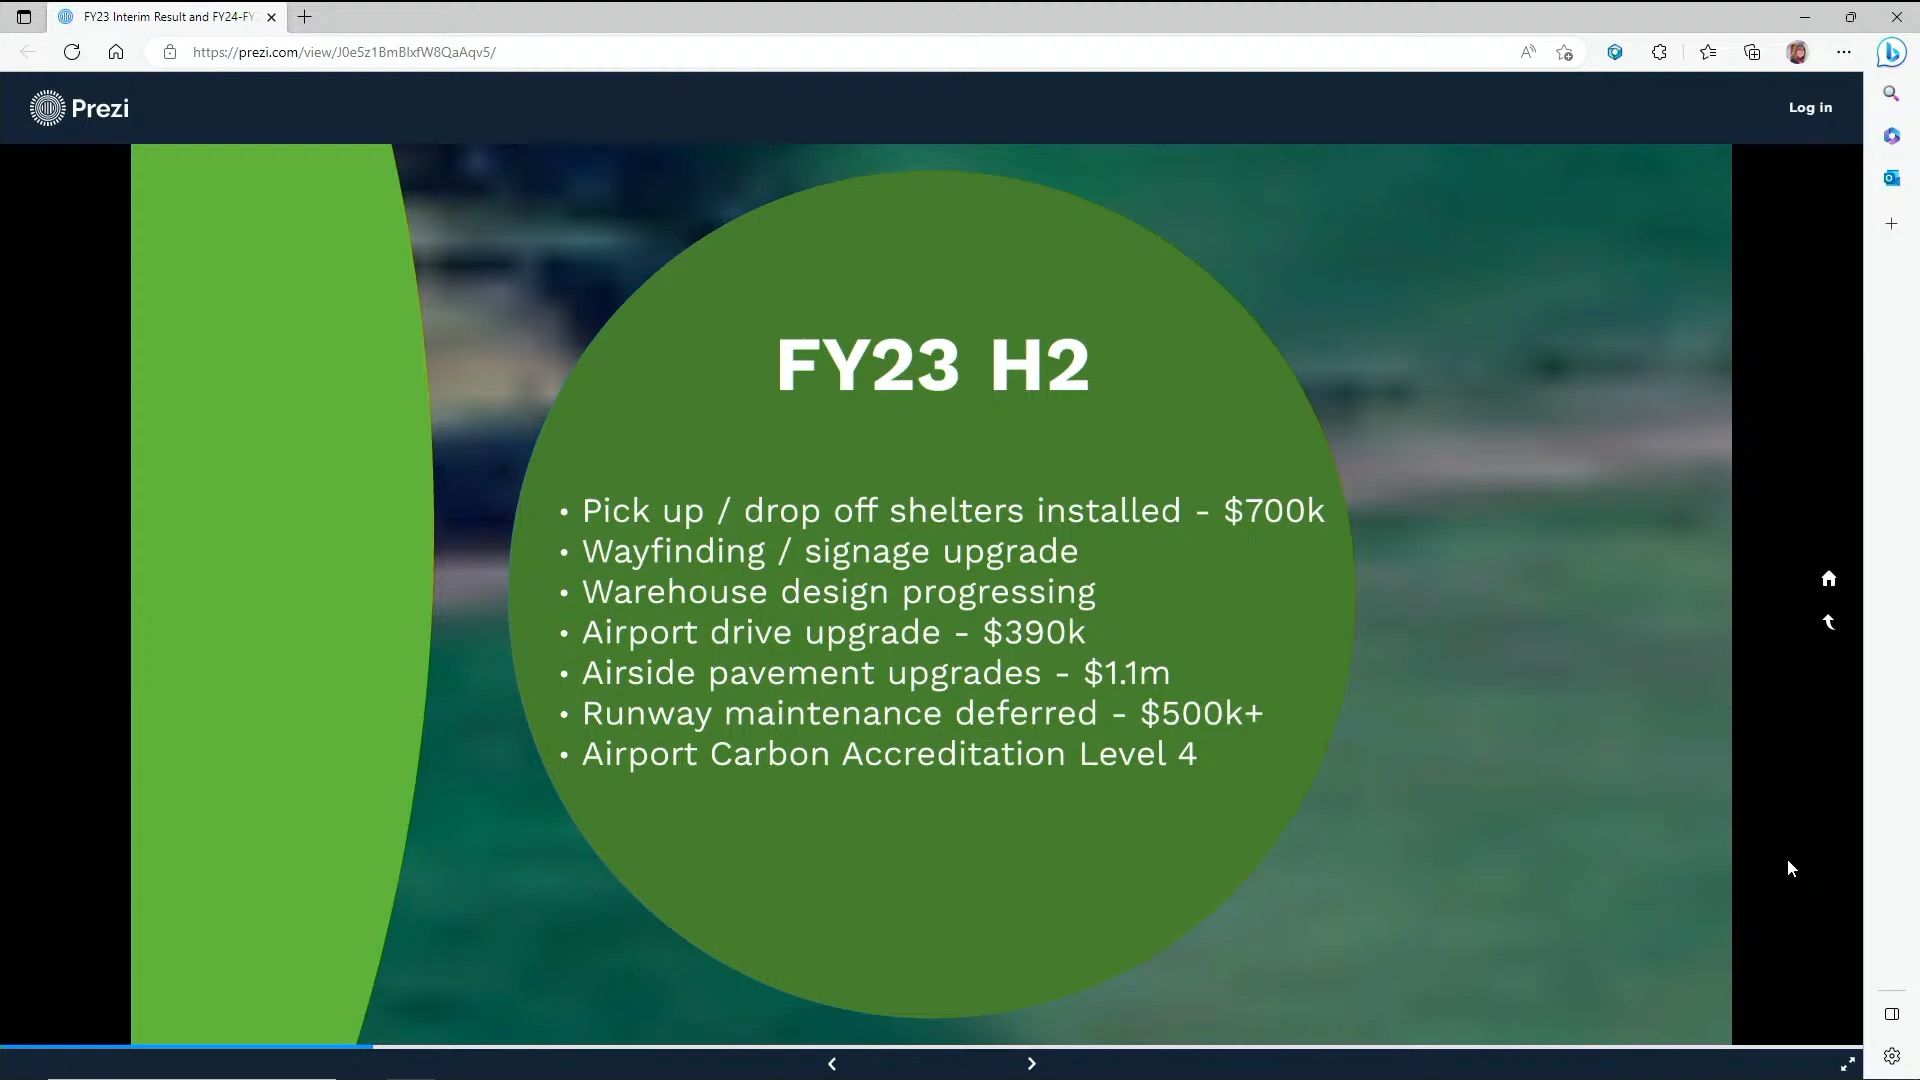 FY23 Interim Result and FY24-FY
https://prezi.com/view/J0e5z1BmBlxfW8QaAqv5/
Prezi
Log in
FY23 H2
• Pick up / drop off shelters installed - $700k
• Wayfinding / signage upgrade
• Warehouse design progressing
• Airport drive upgrade - $390k
• Airside pavement upgrades - $1.1m
• Runway maintenance deferred - $500k+
• Airport Carbon Accreditation Level 4